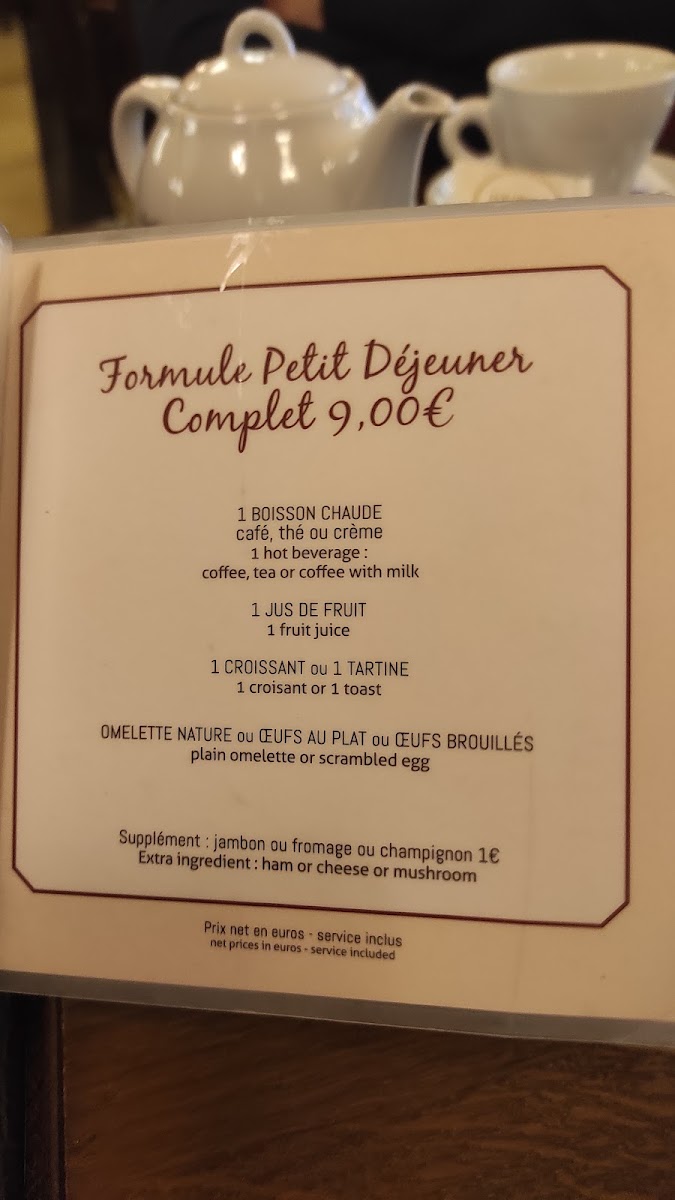 Formule Petit Déjeuner
Complet 9,00€
1 BOISSON CHAUDE
café, thé ou crème
1 hot beverage :
coffee, tea or coffee with milk
1 JUS DE FRUIT
1 fruit juice
1 CROISSANT ou 1 TARTINE
1 croisant or 1 toast
OMELETTE NATURE ou ŒUFS AU PLAT ou ŒUFS BROUILLÉS
plain omelette or scrambled egg
Supplément : jambon ou fromage ou champignon 1€
Extra ingredient : ham or cheese or mushroom
Prix net en euros - service inclus
net prices in euros - service included